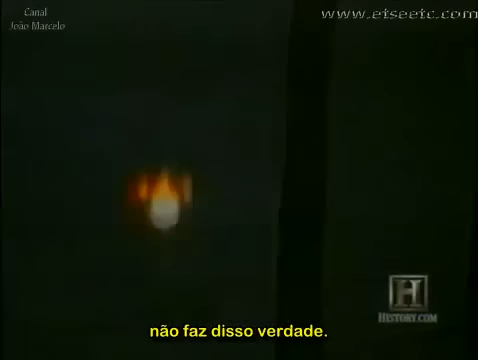 Canal
João Marcelo
www.etseetc.com
H
HISTORY.COM
não faz disso verdade.